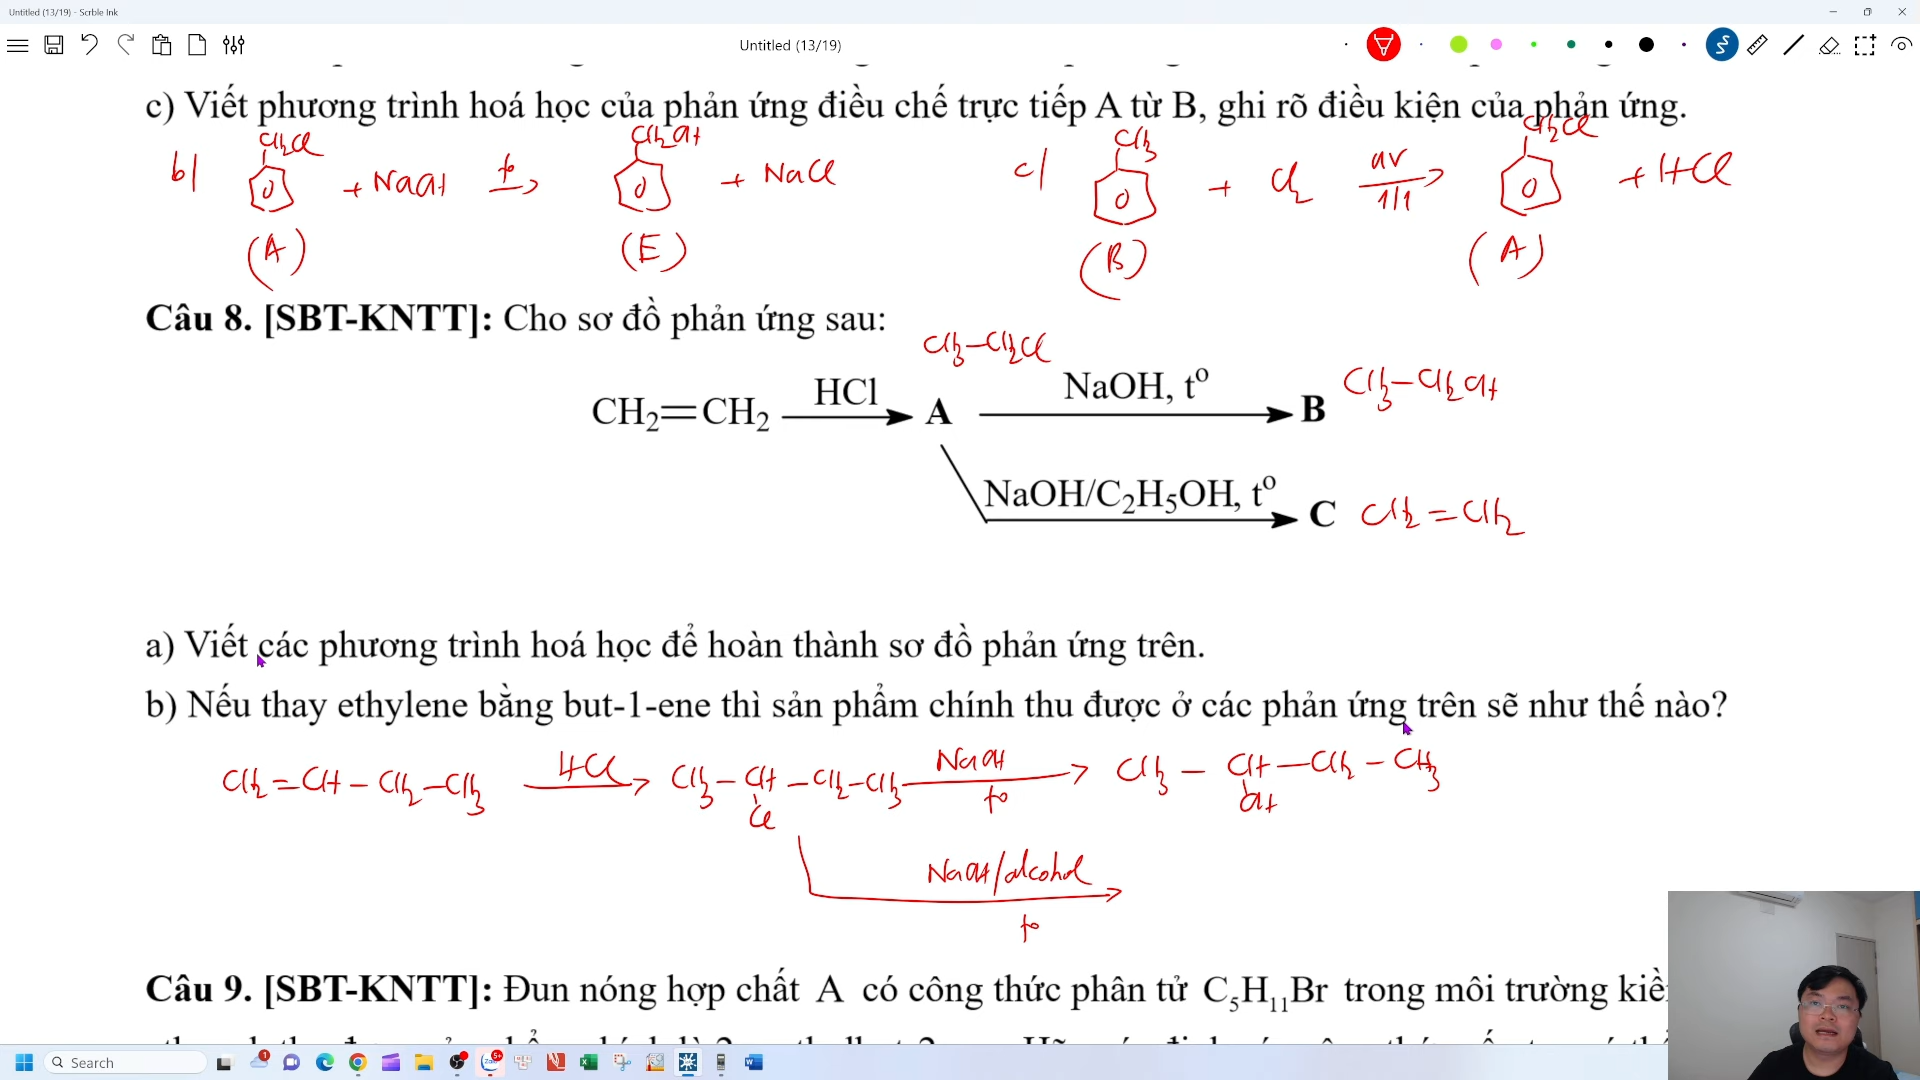 Untitled (13/19) - Scrble Ink
Untitled (13/19)
c) Viết phương trình hoá học của phản ứng điều chế trực tiếp A từ B, ghi rõ điều kiện của phản ứng.
b) CH₂Cl + NaOH t° CH₂OH + NaCl
(A) (E)
c) CH₃ + Cl₂ as 1/1 CH₂Cl + HCl
(B) (A)
Câu 8. [SBT-KNTT]: Cho sơ đồ phản ứng sau:
CH₃-CH₂Cl
CH₂=CH₂ HCl A NaOH, t° B CH₃-CH₂OH
NaOH/C₂H₅OH, t° C CH₂=CH₂
a) Viết các phương trình hoá học để hoàn thành sơ đồ phản ứng trên.
b) Nếu thay ethylene bằng but-1-ene thì sản phẩm chính thu được ở các phản ứng trên sẽ như thế nào?
CH₂=CH-CH₂-CH₃ HCl CH₃-CH-CH₂-CH₃ NaOH t° CH₃-CH-CH₂-CH₃
Cl OH
NaOH/alcohol
t°
Câu 9. [SBT-KNTT]: Đun nóng hợp chất A có công thức phân tử C₅H₁₁Br trong môi trường
Search